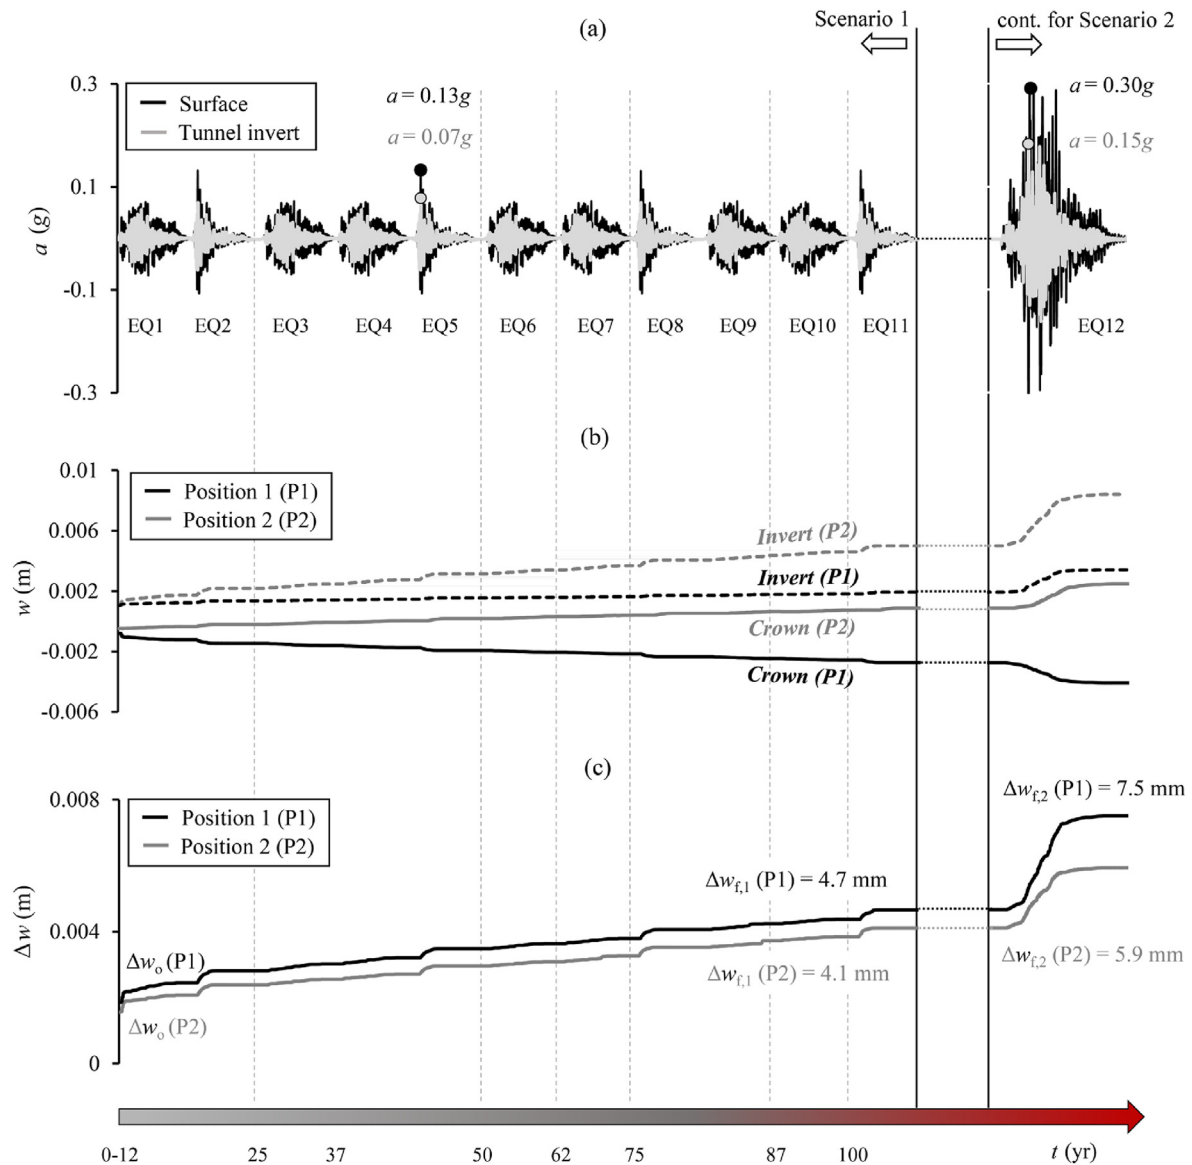 Scenario 1
cont. for Scenario 2
(a)
0.3
0.1
-0.1
-0.3
a (g)
Surface
Tunnel invert
a = 0.13g
a = 0.07g
a = 0.30g
a = 0.15g
EQ1 EQ2 EQ3 EQ4 EQ5 EQ6 EQ7 EQ8 EQ9 EQ10 EQ11 EQ12
(b)
0.01
0.006
0.002
-0.002
-0.006
w (m)
Position 1 (P1)
Position 2 (P2)
Invert (P2)
Invert (P1)
Crown (P2)
Crown (P1)
(c)
0.008
0.004
0
Δw (m)
Position 1 (P1)
Position 2 (P2)
Δwf,2 (P1) = 7.5 mm
Δwf,1 (P1) = 4.7 mm
Δwo (P1)
Δwf,1 (P2) = 4.1 mm
Δwf,2 (P2) = 5.9 mm
Δwo (P2)
0-12 25 37 50 62 75 87 100 t (yr)